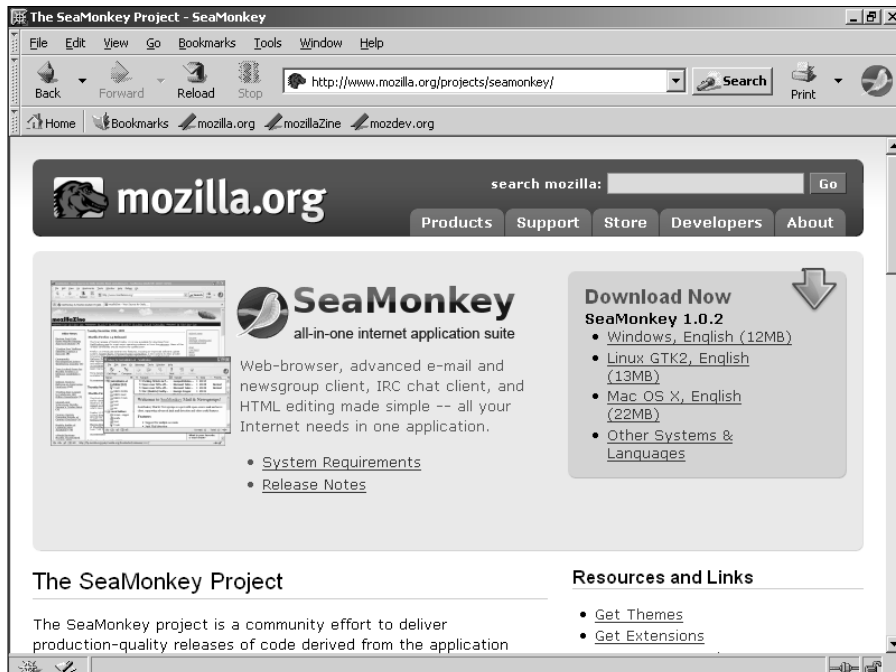 The SeaMonkey Project - SeaMonkey
File Edit View Go Bookmarks Tools Window Help
Back Forward Reload Stop http://www.mozilla.org/projects/seamonkey/ Search Print
Home Bookmarks mozilla.org mozillaZine mozdev.org
mozilla.org
search mozilla: Go
Products Support Store Developers About
SeaMonkey
all-in-one internet application suite
Web-browser, advanced e-mail and
newsgroup client, IRC chat client, and
HTML editing made simple -- all your
Internet needs in one application.
• System Requirements
• Release Notes
Download Now
SeaMonkey 1.0.2
• Windows, English (12MB)
• Linux GTK2, English
(13MB)
• Mac OS X, English
(22MB)
• Other Systems &
Languages
The SeaMonkey Project
The SeaMonkey project is a community effort to deliver
production-quality releases of code derived from the application
Resources and Links
• Get Themes
• Get Extensions